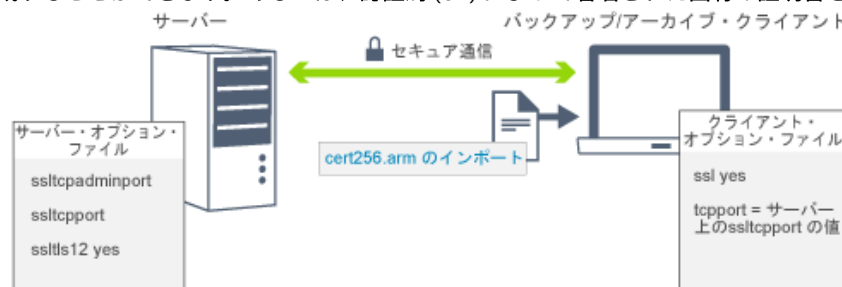 サーバー
バックアップ/アーカイブ・クライアント
セキュア通信
サーバー・オプション・
ファイル
ssltcpadminport
ssltcpport
ssltls12 yes
cert256.arm のインポート
クライアント・
オプション・ファイル
ssl yes
tcpport = サーバー
上のssltcpport の値